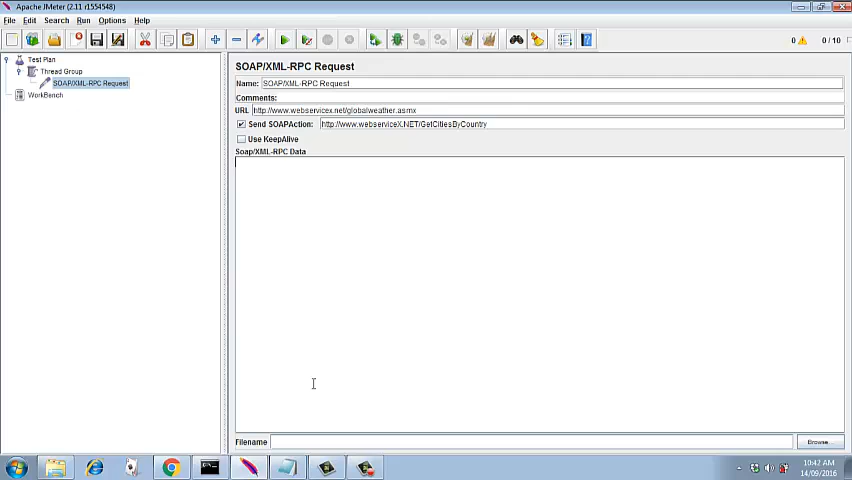 Apache JMeter (2.11 r1554548)
File Edit Search Run Options Help
0 0 / 10
Test Plan
Thread Group
SOAP/XML-RPC Request
WorkBench
SOAP/XML-RPC Request
Name: SOAP/XML-RPC Request
Comments:
URL http://www.webservicex.net/globalweather.asmx
Send SOAPAction: http://www.webserviceX.NET/GetCitiesByCountry
Use KeepAlive
Soap/XML-RPC Data
Filename
Browse...
10:42 AM
14/09/2016